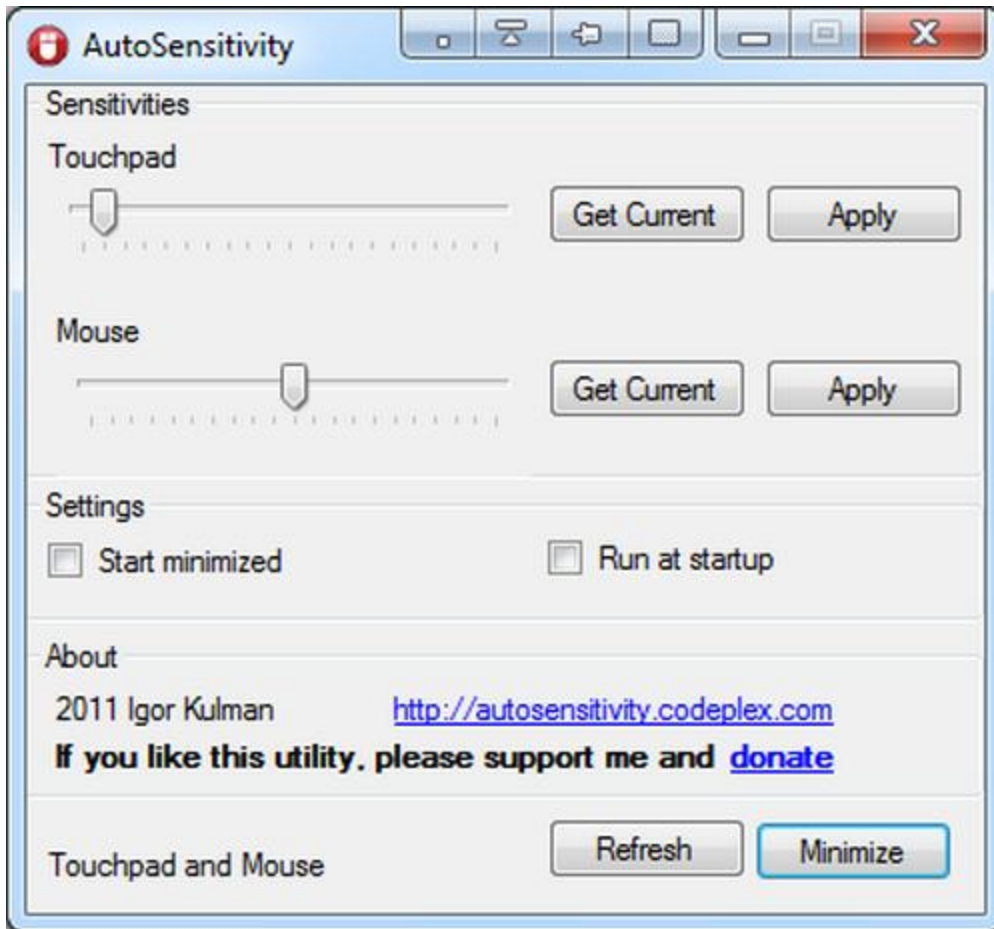 AutoSensitivity
Sensitivities
Touchpad
Get Current Apply
Mouse
Get Current Apply
Settings
Start minimized Run at startup
About
2011 Igor Kulman http://autosensitivity.codeplex.com
If you like this utility, please support me and donate
Touchpad and Mouse Refresh Minimize